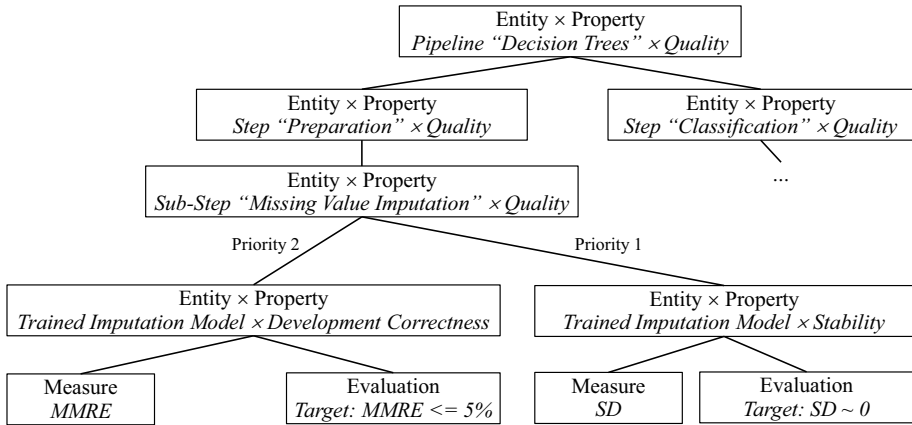 Entity × Property
Pipeline “Decision Trees” × Quality
Entity × Property
Step “Preparation” × Quality
Entity × Property
Step “Classification” × Quality
Entity × Property
Sub-Step “Missing Value Imputation” × Quality
...
Priority 2
Priority 1
Entity × Property
Trained Imputation Model × Development Correctness
Entity × Property
Trained Imputation Model × Stability
Measure
MMRE
Evaluation
Target: MMRE <= 5%
Measure
SD
Evaluation
Target: SD ~ 0